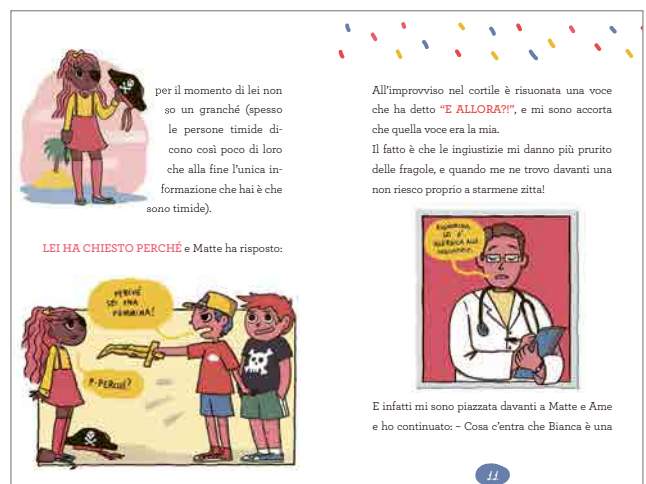 per il momento di lei non
so un granché (spesso
le persone timide di-
cono così poco di loro
che alla fine l'unica in-
formazione che hai è che
sono timide).
LEI HA CHIESTO PERCHÉ e Matte ha risposto:
PERCHÉ
SEI UNA
FEMMINA!
P-PERCHÉ?
All'improvviso nel cortile è risuonata una voce
che ha detto "E ALLORA?!", e mi sono accorta
che quella voce era la mia.
Il fatto è che le ingiustizie mi danno più prurito
delle fragole, e quando me ne trovo davanti una
non riesco proprio a starmene zitta!
SIGNORINA,
LEI È
ALLERGICA ALLE
INGIUSTIZIE.
E infatti mi sono piazzata davanti a Matte e Ame
e ho continuato: – Cosa c'entra che Bianca è una
11